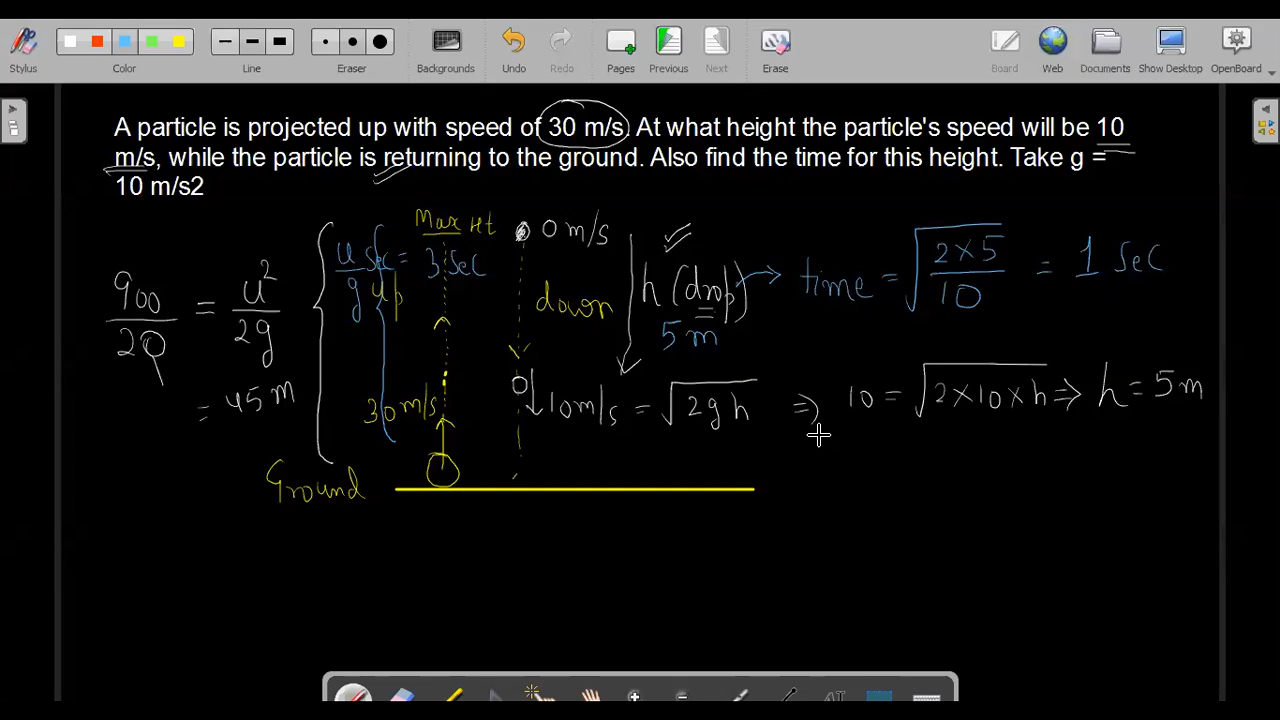 Stylus Color Line Eraser Backgrounds Undo Redo Pages Previous Next Erase Board Web Documents Show Desktop OpenBoard
A particle is projected up with speed of 30 m/s. At what height the particle's speed will be 10
m/s, while the particle is returning to the ground. Also find the time for this height. Take g =
10 m/s2
Max Ht 0 m/s
u/g sec = 3 sec
up
900/20 = u²/2g
= 45 m
down
h (drop)
5 m
time = √(2×5/10) = 1 sec
30 m/s
10 m/s = √2gh ⇒ 10 = √2×10×h ⇒ h = 5 m
Ground